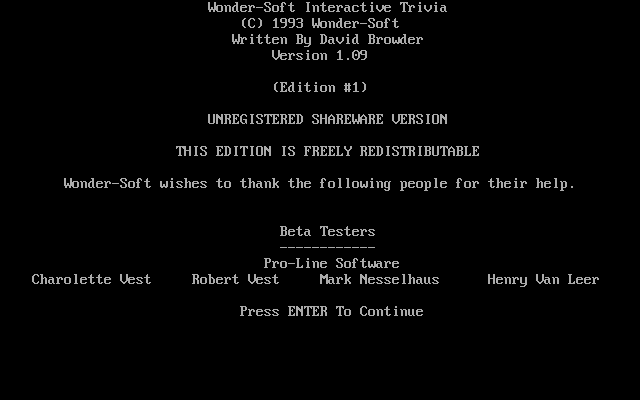 Wonder-Soft Interactive Trivia
(C) 1993 Wonder-Soft
Written By David Browder
Version 1.09
(Edition #1)
UNREGISTERED SHAREWARE VERSION
THIS EDITION IS FREELY REDISTRIBUTABLE
Wonder-Soft wishes to thank the following people for their help.
Beta Testers
------------
Pro-Line Software
Charolette Vest     Robert Vest     Mark Nesselhaus      Henry Van Leer
Press ENTER To Continue